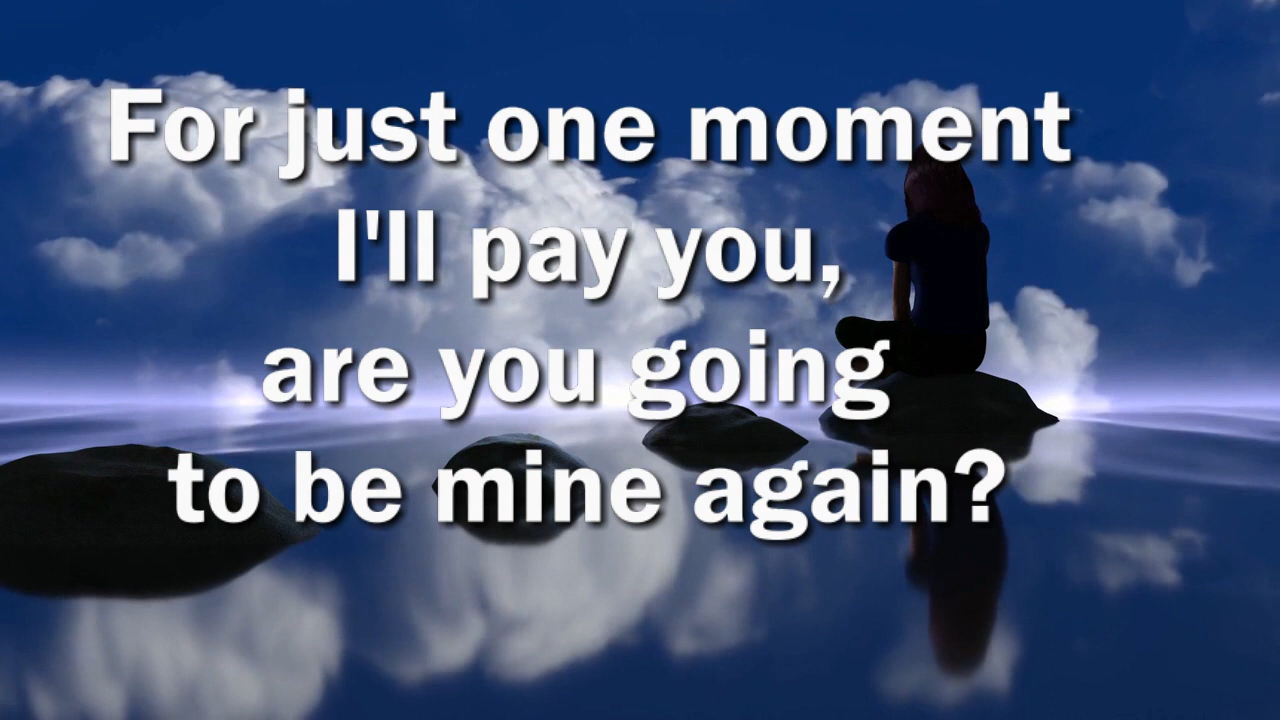 For just one moment
I'll pay you,
are you going
to be mine again?